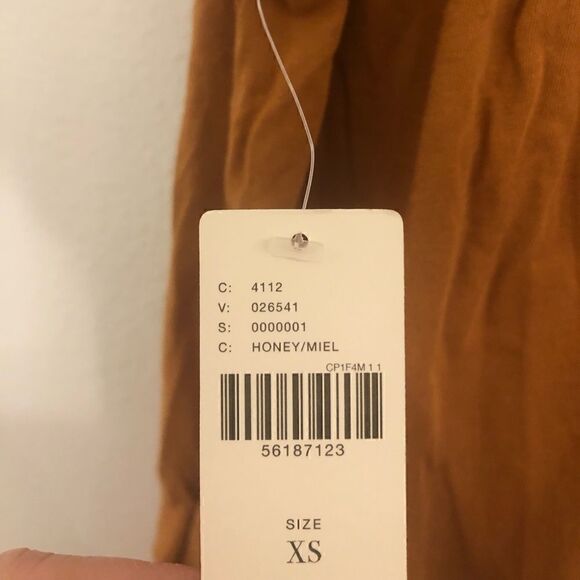 C: 4112
V: 026541
S: 0000001
C: HONEY/MIEL
CP1F4M 1 1
56187123
SIZE
XS